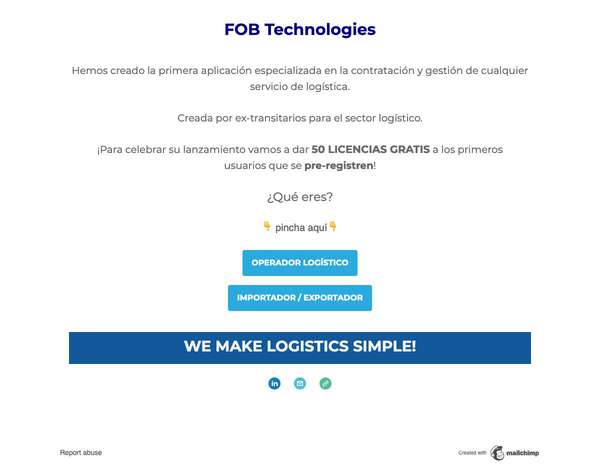 FOB Technologies
Hemos creado la primera aplicación especializada en la contratación y gestión de cualquier
servicio de logística.
Creada por ex-transitarios para el sector logístico.
¡Para celebrar su lanzamiento vamos a dar 50 LICENCIAS GRATIS a los primeros
usuarios que se pre-registren!
¿Qué eres?
👇 pincha aquí👇
OPERADOR LOGÍSTICO
IMPORTADOR / EXPORTADOR
WE MAKE LOGISTICS SIMPLE!
in
Report abuse
Created with mailchimp